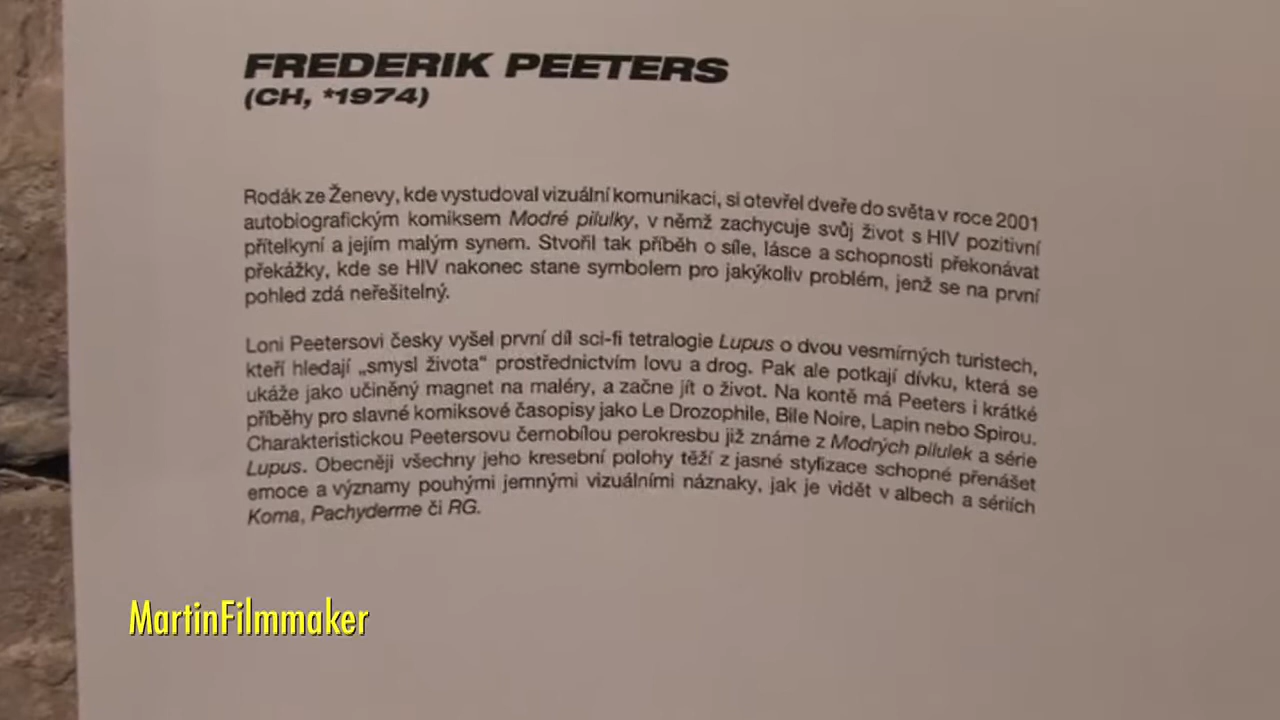 FREDERIK PEETERS
(CH, *1974)
Rodák ze Ženevy, kde vystudoval vizuální komunikaci, si otevřel dveře do světa v roce 2001
autobiografickým komiksem Modré pilulky, v němž zachycuje svůj život s HIV pozitivní
přítelkyní a jejím malým synem. Stvořil tak příběh o síle, lásce a schopnosti překonávat
překážky, kde se HIV nakonec stane symbolem pro jakýkoliv problém, jenž se na první
pohled zdá neřešitelný.
Loni Peetersovi česky vyšel první díl sci-fi tetralogie Lupus o dvou vesmírných turistech,
kteří hledají „smysl života“ prostřednictvím lovu a drog. Pak ale potkají dívku, která se
ukáže jako učiněný magnet na maléry, a začne jít o život. Na kontě má Peeters i krátké
příběhy pro slavné komiksové časopisy jako Le Drozophile, Bile Noire, Lapin nebo Spirou.
Charakteristickou Peetersovu černobílou perokresbu již známe z Modrých pilulek a série
Lupus. Obecněji všechny jeho kresební polohy těží z jasné stylizace schopné přenášet
emoce a významy pouhými jemnými vizuálními náznaky, jak je vidět v albech a sériích
Koma, Pachyderme či RG.
MartinFilmmaker